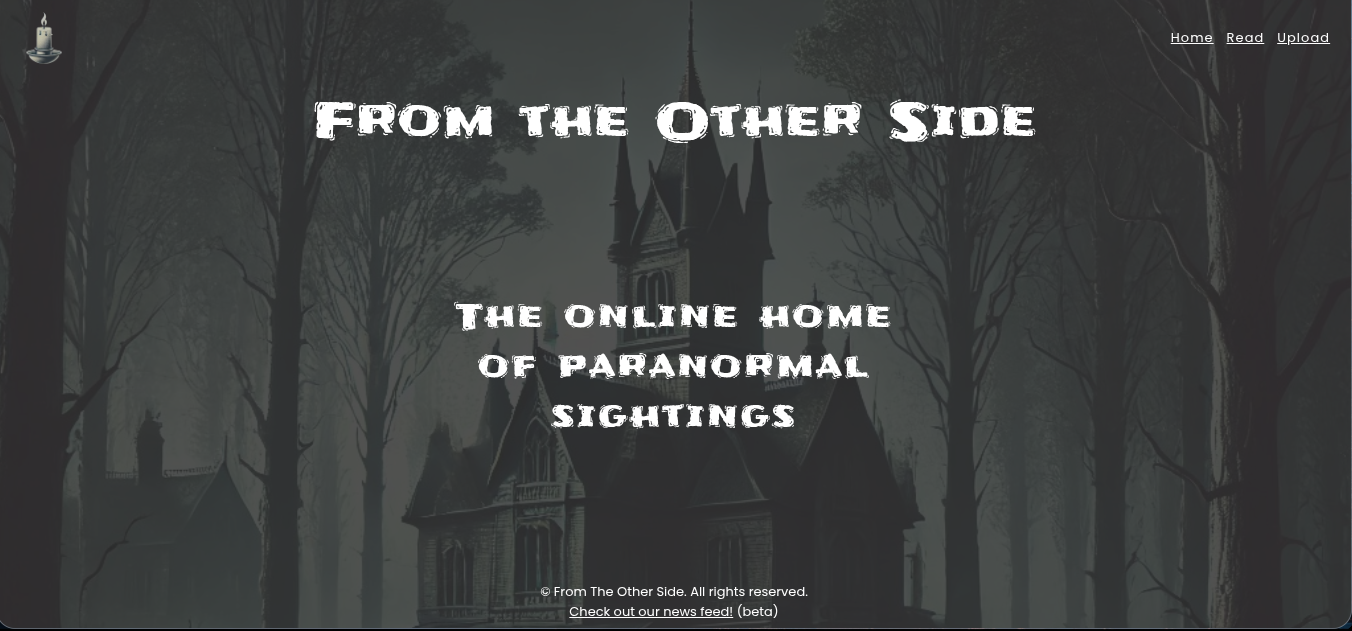 Home Read Upload
From the Other Side
The online home
of paranormal
sightings
© From The Other Side. All rights reserved.
Check out our news feed! (beta)